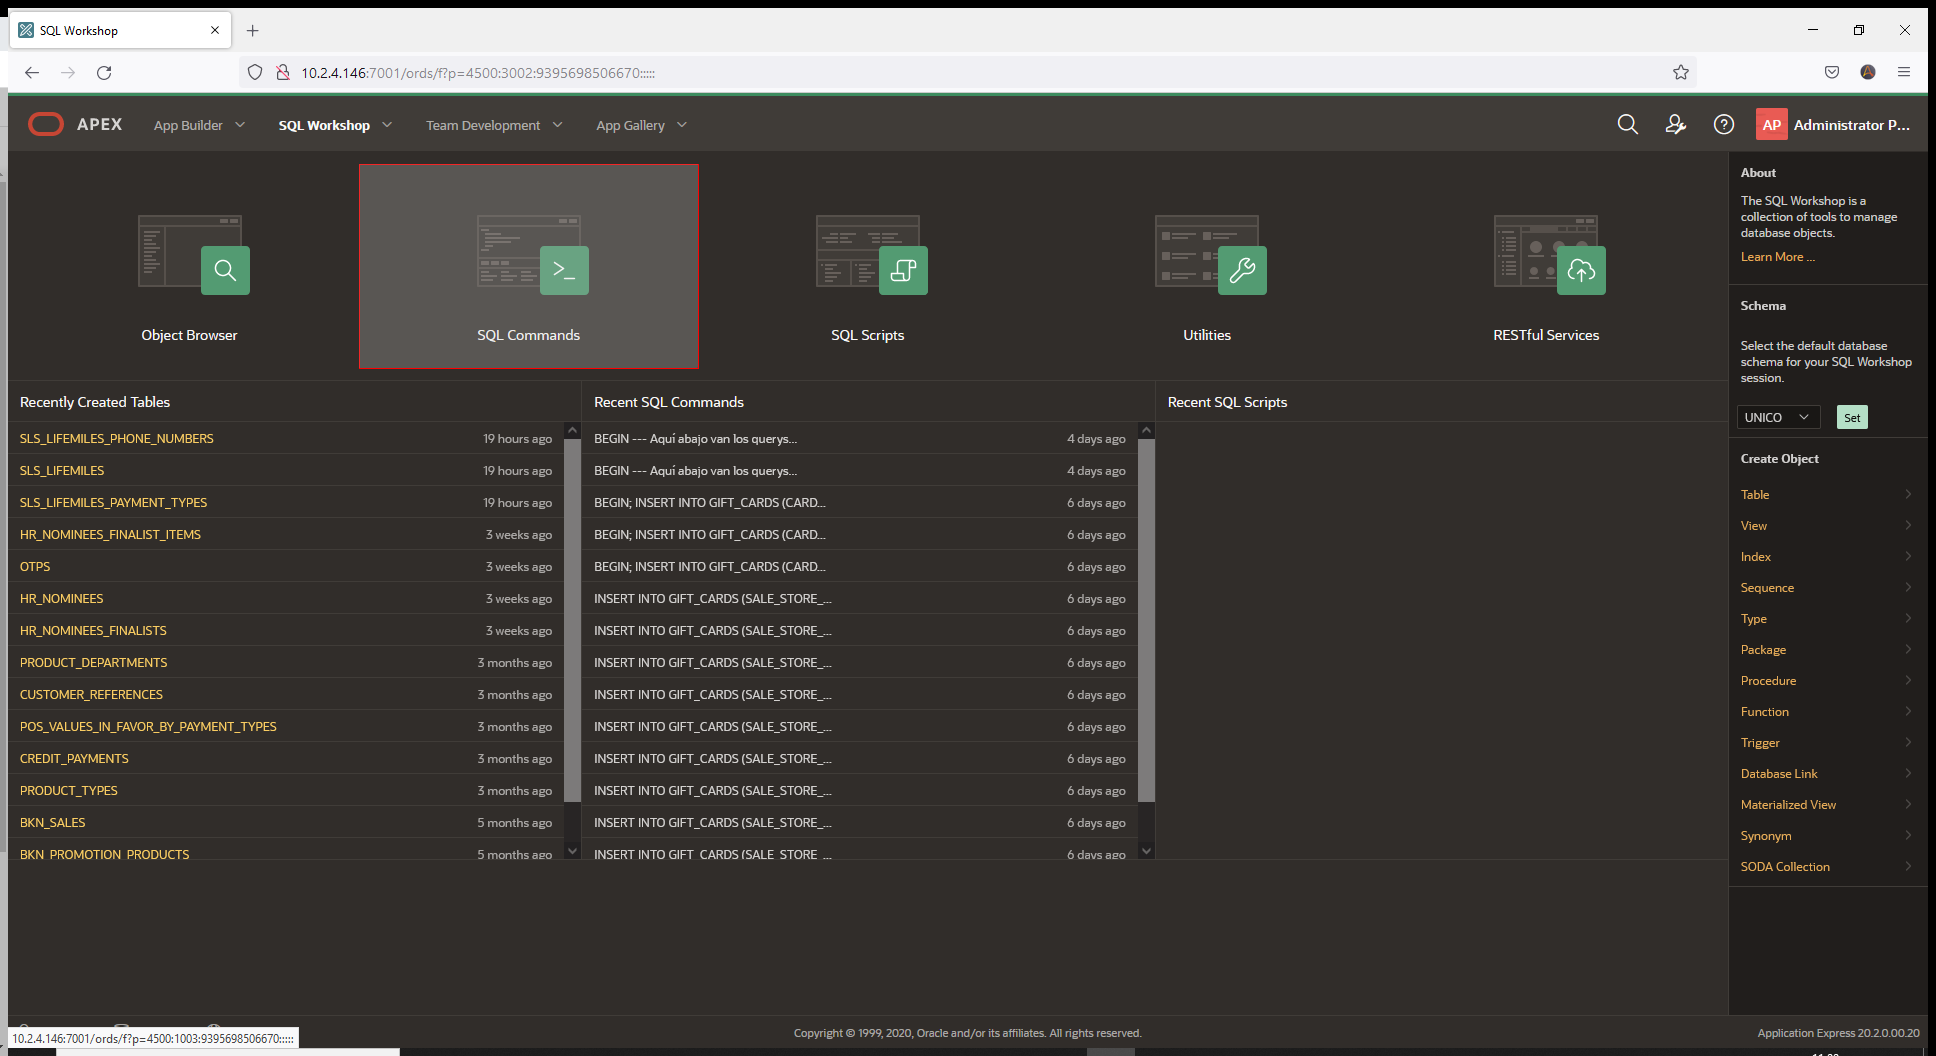 SQL Workshop
10.2.4.146:7001/ords/f?p=4500:3002:9395698506670:::::
APEX
App Builder
SQL Workshop
Team Development
App Gallery
AP
Administrator P...
Object Browser
SQL Commands
SQL Scripts
Utilities
RESTful Services
About
The SQL Workshop is a
collection of tools to manage
database objects.
Learn More ...
Schema
Select the default database
schema for your SQL Workshop
session.
UNICO
Set
Create Object
Table
View
Index
Sequence
Type
Package
Procedure
Function
Trigger
Database Link
Materialized View
Synonym
SODA Collection
Recently Created Tables
SLS_LIFEMILES_PHONE_NUMBERS 19 hours ago
SLS_LIFEMILES 19 hours ago
SLS_LIFEMILES_PAYMENT_TYPES 19 hours ago
HR_NOMINEES_FINALIST_ITEMS 3 weeks ago
OTPS 3 weeks ago
HR_NOMINEES 3 weeks ago
HR_NOMINEES_FINALISTS 3 weeks ago
PRODUCT_DEPARTMENTS 3 months ago
CUSTOMER_REFERENCES 3 months ago
POS_VALUES_IN_FAVOR_BY_PAYMENT_TYPES 3 months ago
CREDIT_PAYMENTS 3 months ago
PRODUCT_TYPES 3 months ago
BKN_SALES 5 months ago
BKN_PROMOTION_PRODUCTS 5 months ago
Recent SQL Commands
BEGIN --- Aquí abajo van los querys... 4 days ago
BEGIN --- Aquí abajo van los querys... 4 days ago
BEGIN; INSERT INTO GIFT_CARDS (CARD... 6 days ago
BEGIN; INSERT INTO GIFT_CARDS (CARD... 6 days ago
BEGIN; INSERT INTO GIFT_CARDS (CARD... 6 days ago
INSERT INTO GIFT_CARDS (SALE_STORE_... 6 days ago
INSERT INTO GIFT_CARDS (SALE_STORE_... 6 days ago
INSERT INTO GIFT_CARDS (SALE_STORE_... 6 days ago
INSERT INTO GIFT_CARDS (SALE_STORE_... 6 days ago
INSERT INTO GIFT_CARDS (SALE_STORE_... 6 days ago
INSERT INTO GIFT_CARDS (SALE_STORE_... 6 days ago
INSERT INTO GIFT_CARDS (SALE_STORE_... 6 days ago
INSERT INTO GIFT_CARDS (SALE_STORE_... 6 days ago
INSERT INTO GIFT_CARDS (SALE_STORE_... 6 days ago
Recent SQL Scripts
10.2.4.146:7001/ords/f?p=4500:1003:9395698506670:::::
Copyright © 1999, 2020, Oracle and/or its affiliates. All rights reserved.
Application Express 20.2.0.00.20